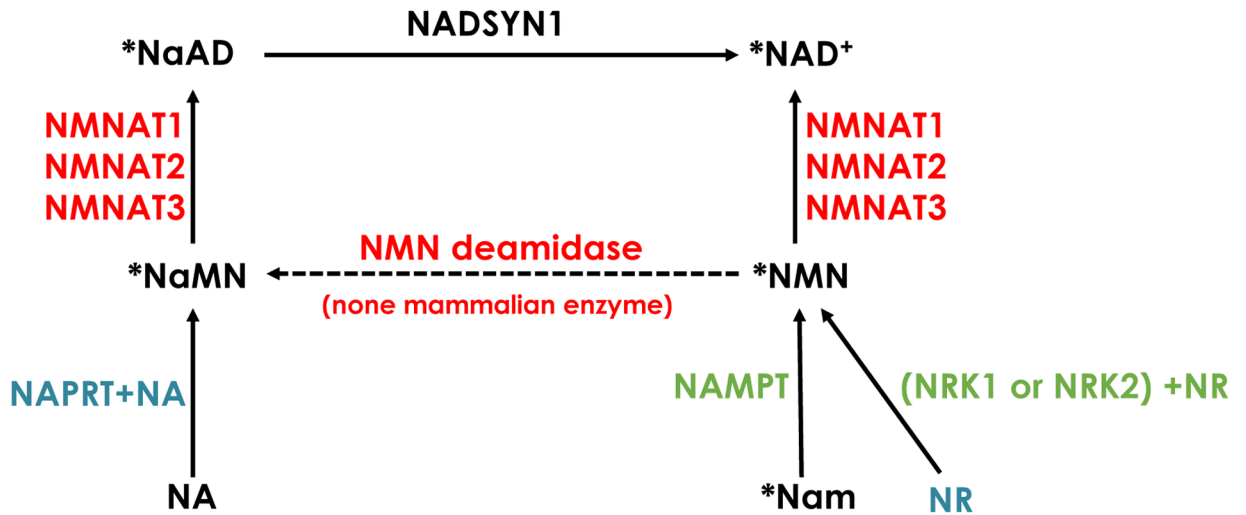 NADSYN1
*NaAD
*NAD+
NMNAT1
NMNAT2
NMNAT3
NMNAT1
NMNAT2
NMNAT3
NMN deamidase
*NaMN
*NMN
(none mammalian enzyme)
NAPRT+NA
NAMPT
(NRK1 or NRK2) +NR
NA
*Nam
NR